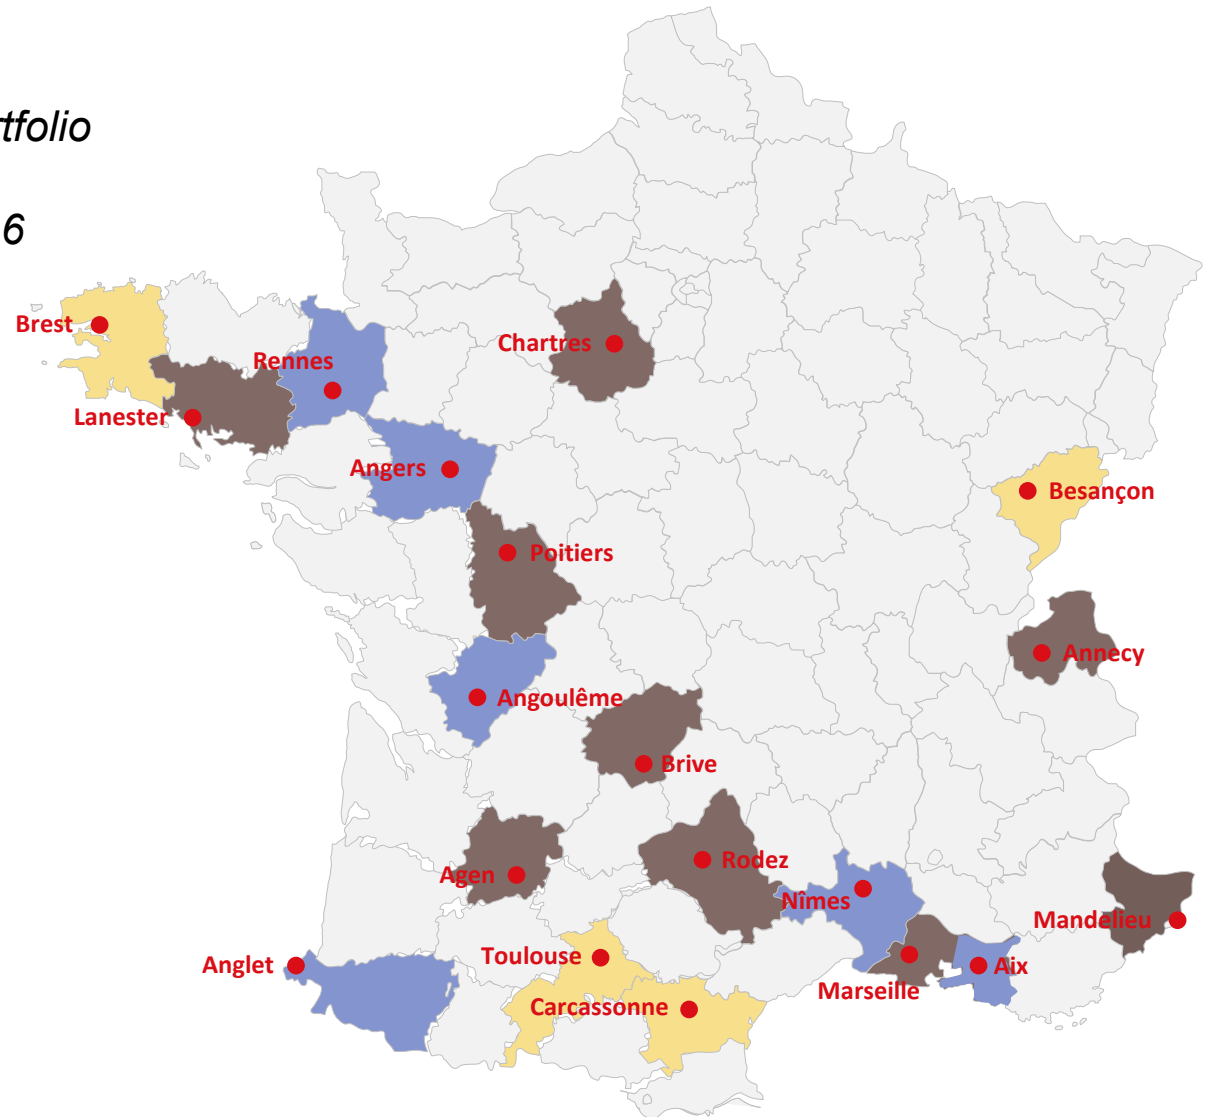 rtfolio
6
Brest
Rennes
Chartres
Lanester
Angers
Besançon
Poitiers
Annecy
Angoulême
Brive
Rodez
Agen
Nîmes
Mandelieu
Toulouse
Anglet
Aix
Marseille
Carcassonne